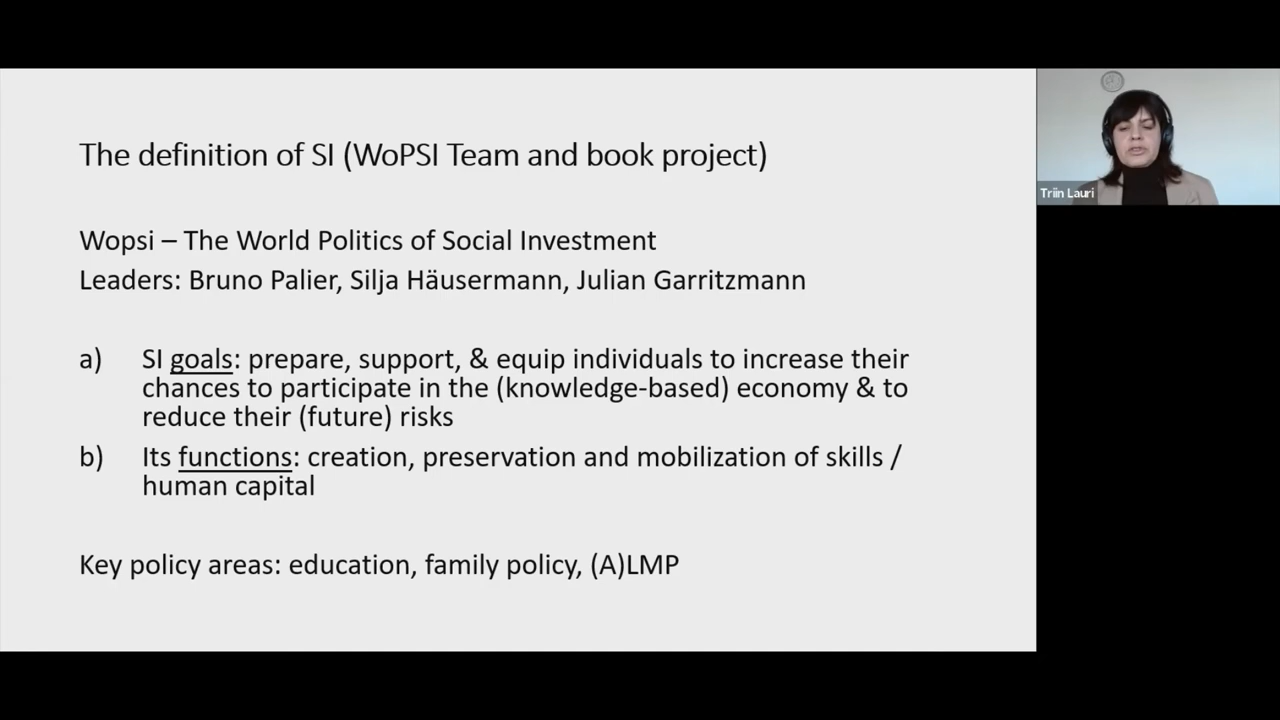 The definition of SI (WoPSI Team and book project)
Wopsi – The World Politics of Social Investment
Leaders: Bruno Palier, Silja Häusermann, Julian Garritzmann
a) SI goals: prepare, support, & equip individuals to increase their
chances to participate in the (knowledge-based) economy & to
reduce their (future) risks
b) Its functions: creation, preservation and mobilization of skills /
human capital
Key policy areas: education, family policy, (A)LMP
Triin Lauri